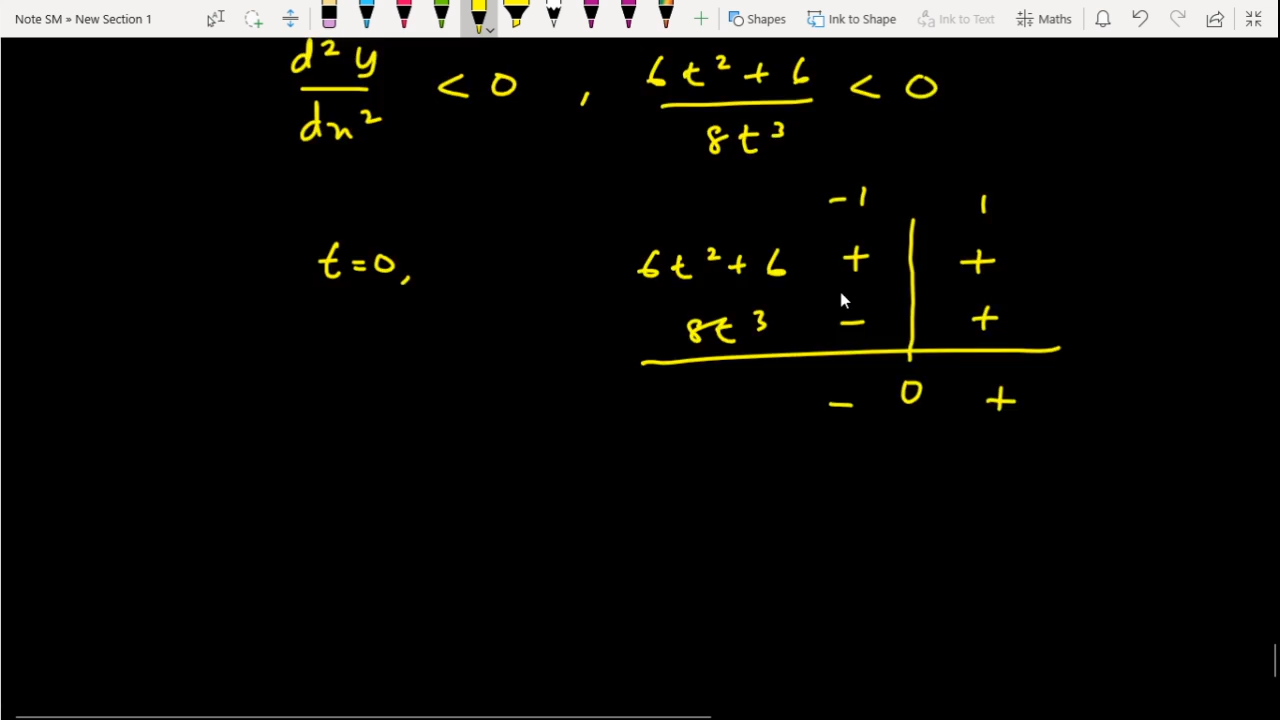 Note SM » New Section 1 Shapes Ink to Shape Ink to Text Maths
d²y/dx² < 0 , 6t² + 6 / 8t³ < 0
-1 1
t = 0, 6t² + 6 + +
8t³ - +
- 0 +